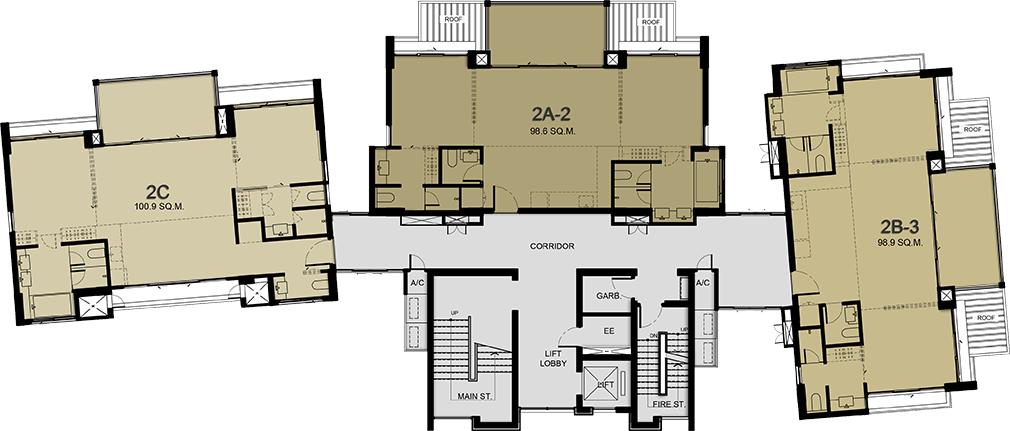 ROOF
ROOF
2A-2
98.6 SQ.M.
ROOF
2C
100.9 SQ.M.
2B-3
98.9 SQ.M.
CORRIDOR
A/C
A/C
GARB.
UP
DN
UP
EE
ROOF
LIFT
LOBBY
LIFT
MAIN ST.
FIRE ST.